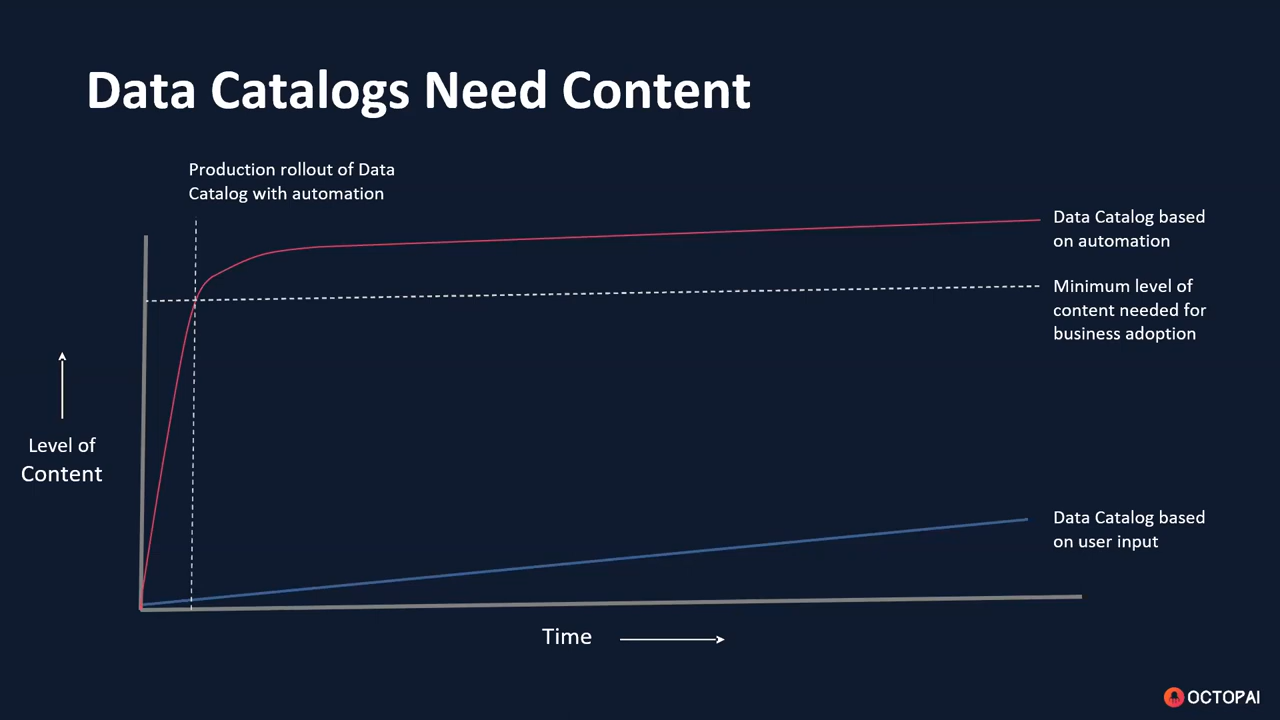 Data Catalogs Need Content
Production rollout of Data
Catalog with automation
Data Catalog based
on automation
Minimum level of
content needed for
business adoption
Level of
Content
Data Catalog based
on user input
Time
OCTOPAI